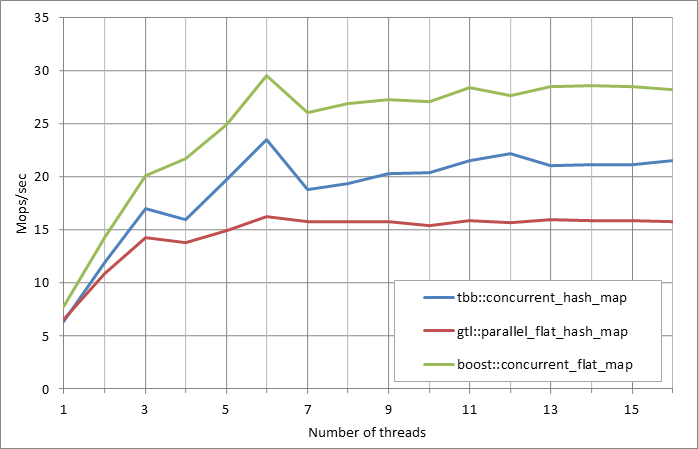 35
30
25
20
15
10
5
0
Mops/sec
tbb::concurrent_hash_map
gtl::parallel_flat_hash_map
boost::concurrent_flat_map
1 3 5 7 9 11 13 15
Number of threads